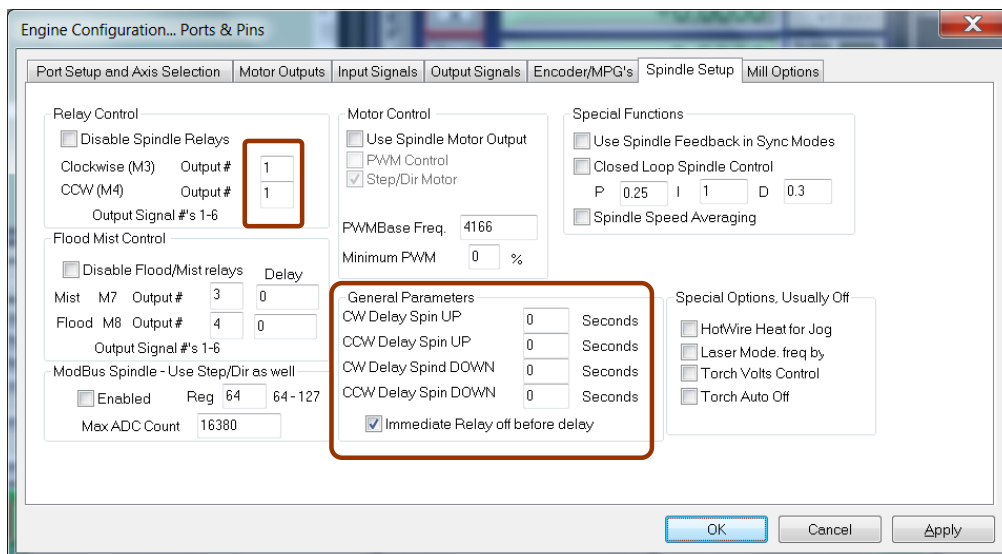 Engine Configuration... Ports & Pins
Port Setup and Axis Selection Motor Outputs Input Signals Output Signals Encoder/MPG's Spindle Setup Mill Options
Relay Control
Disable Spindle Relays
Clockwise (M3) Output # 1
CCW (M4) Output # 1
Output Signal #'s 1-6
Flood Mist Control
Disable Flood/Mist relays Delay
Mist M7 Output # 3 0
Flood M8 Output # 4 0
Output Signal #'s 1-6
ModBus Spindle - Use Step/Dir as well
Enabled Reg 64 64-127
Max ADC Count 16380
Motor Control
Use Spindle Motor Output
PWM Control
Step/Dir Motor
PWMBase Freq. 4166
Minimum PWM 0 %
General Parameters
CW Delay Spin UP 0 Seconds
CCW Delay Spin UP 0 Seconds
CW Delay Spind DOWN 0 Seconds
CCW Delay Spin DOWN 0 Seconds
Immediate Relay off before delay
Special Functions
Use Spindle Feedback in Sync Modes
Closed Loop Spindle Control
P 0.25 I 1 D 0.3
Spindle Speed Averaging
Special Options, Usually Off
HotWire Heat for Jog
Laser Mode. freq by
Torch Volts Control
Torch Auto Off
OK Cancel Apply